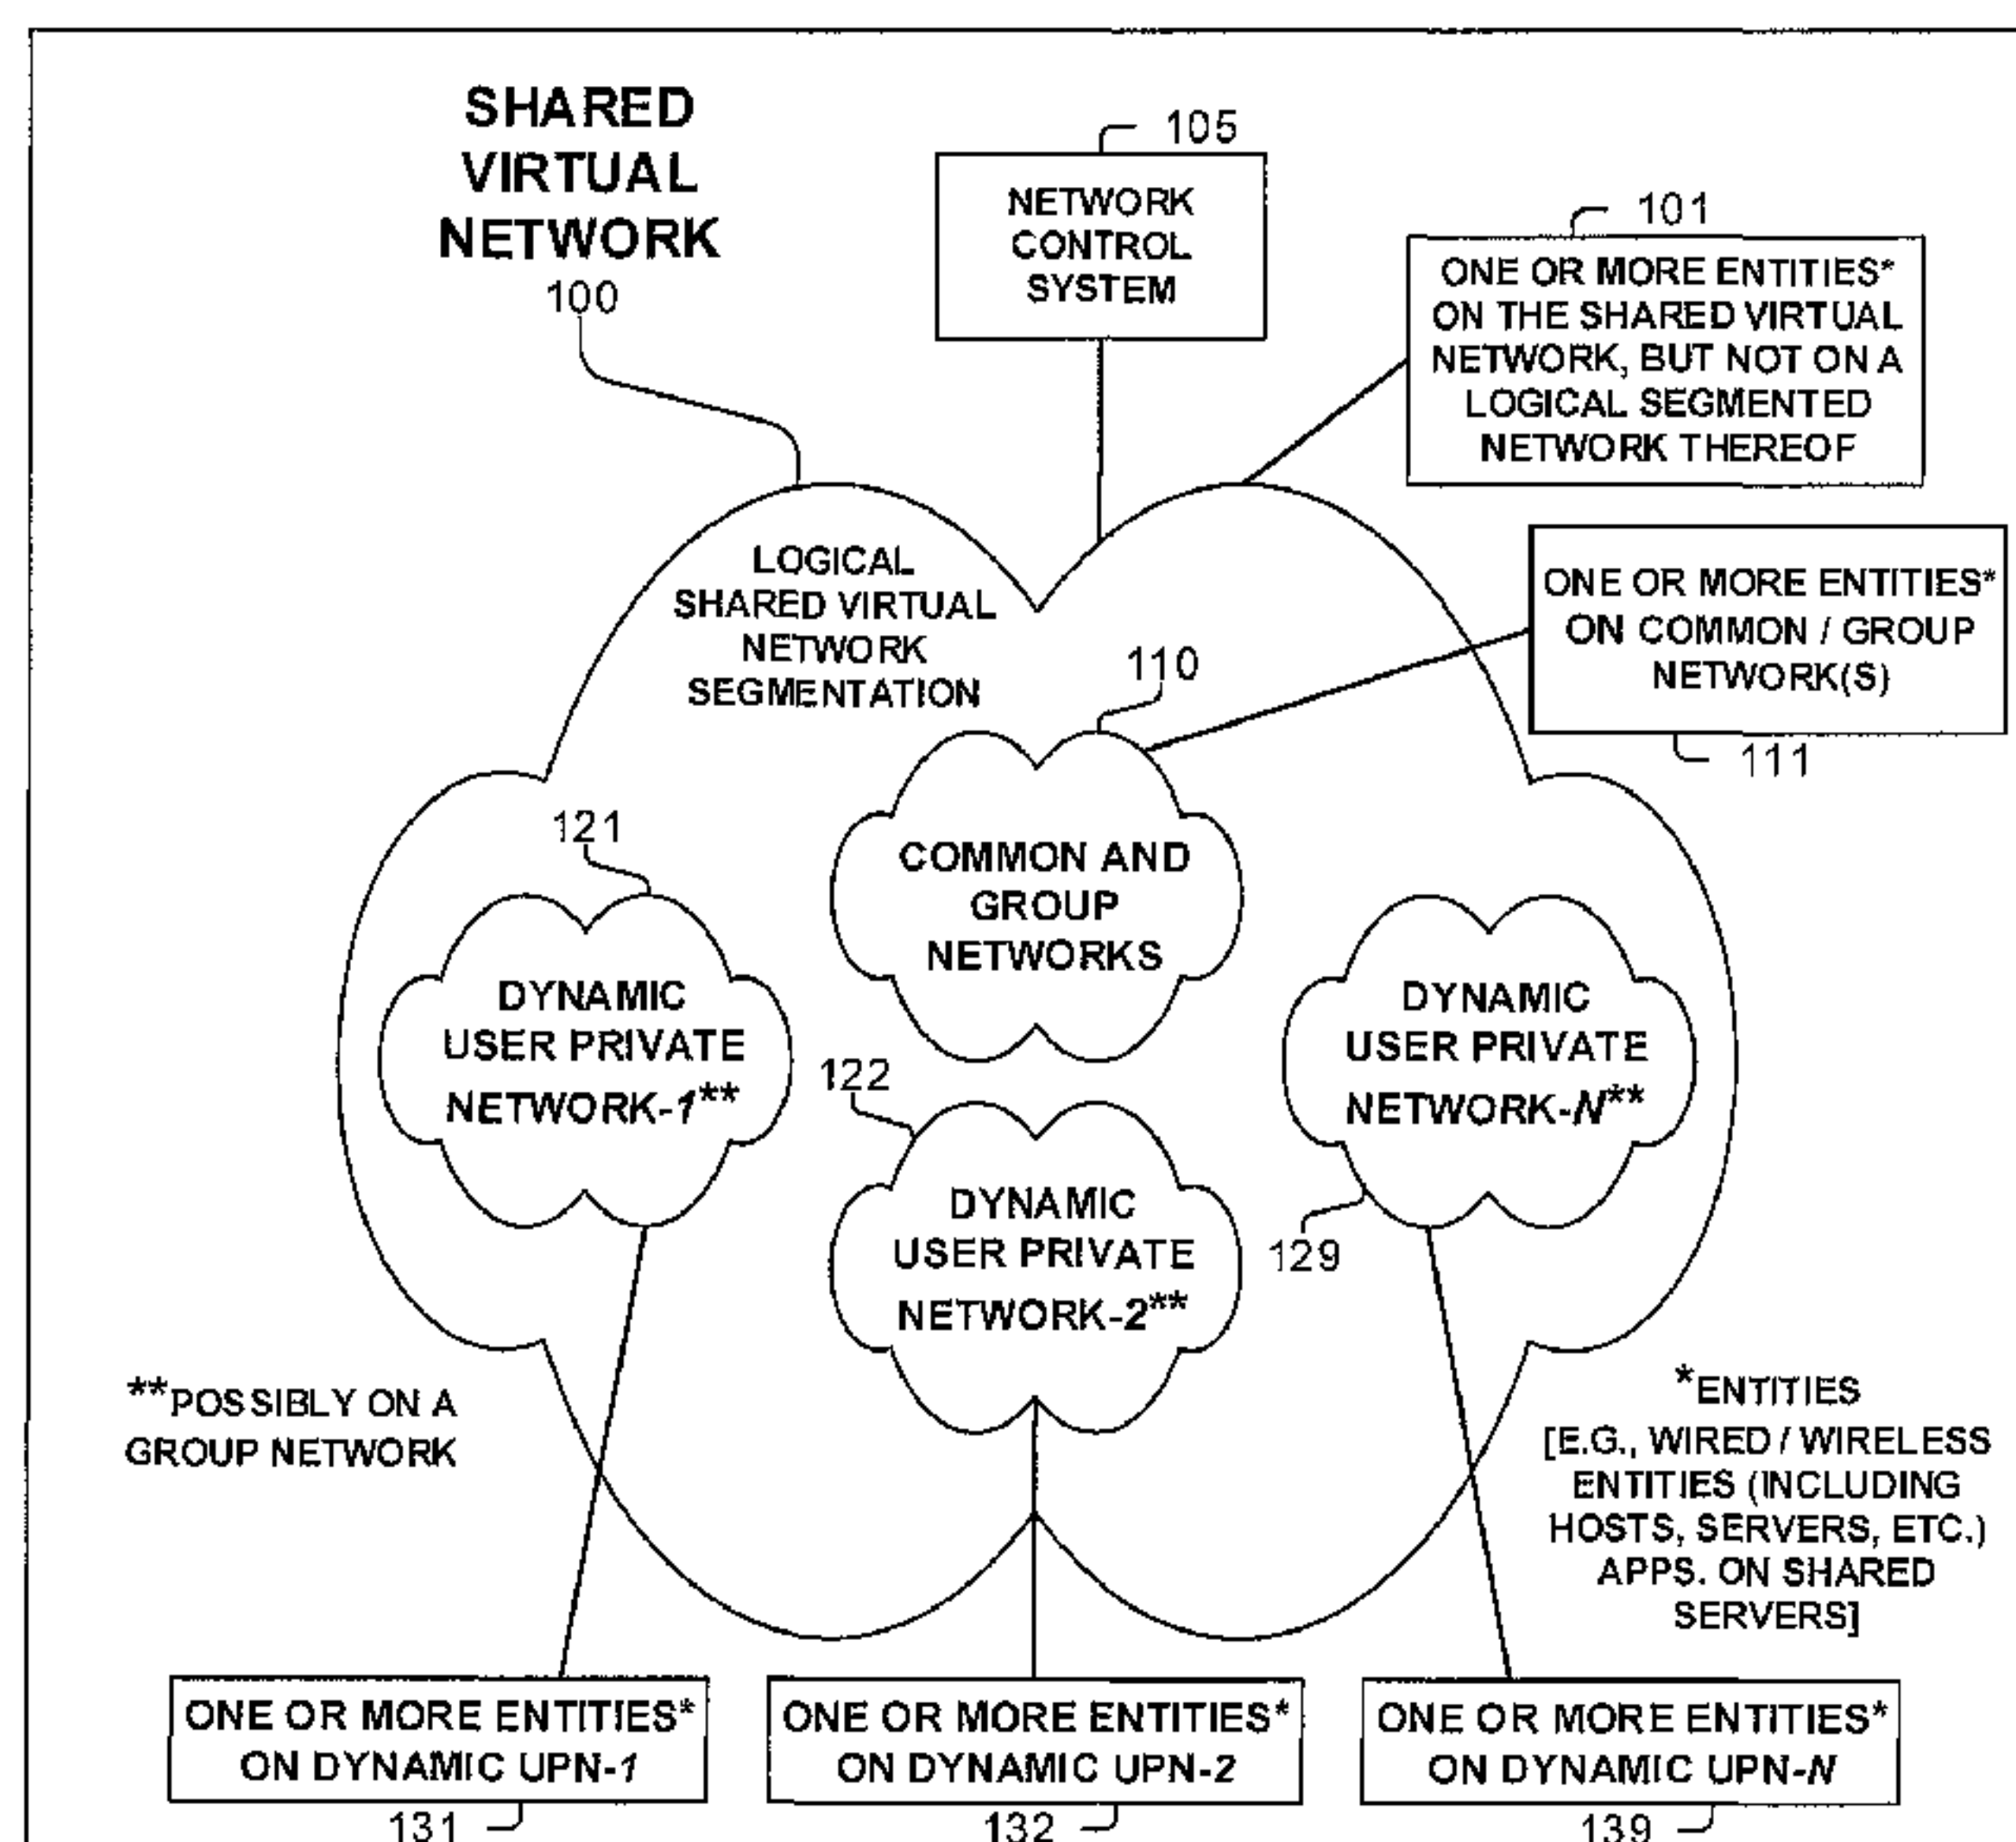 SHARED
VIRTUAL
NETWORK
100
105
NETWORK
CONTROL
SYSTEM
101
ONE OR MORE ENTITIES*
ON THE SHARED VIRTUAL
NETWORK, BUT NOT ON A
LOGICAL SEGMENTED
NETWORK THEREOF
LOGICAL
SHARED VIRTUAL
NETWORK
SEGMENTATION
ONE OR MORE ENTITIES*
ON COMMON / GROUP
NETWORK(S)
111
110
COMMON AND
GROUP
NETWORKS
121
DYNAMIC
USER PRIVATE
NETWORK-1**
122
DYNAMIC
USER PRIVATE
NETWORK-2**
DYNAMIC
USER PRIVATE
NETWORK-N**
129
**POSSIBLY ON A
GROUP NETWORK
*ENTITIES
[E.G., WIRED / WIRELESS
ENTITIES (INCLUDING
HOSTS, SERVERS, ETC.)
APPS. ON SHARED
SERVERS]
ONE OR MORE ENTITIES*
ON DYNAMIC UPN-1
131
ONE OR MORE ENTITIES*
ON DYNAMIC UPN-2
132
ONE OR MORE ENTITIES*
ON DYNAMIC UPN-N
139